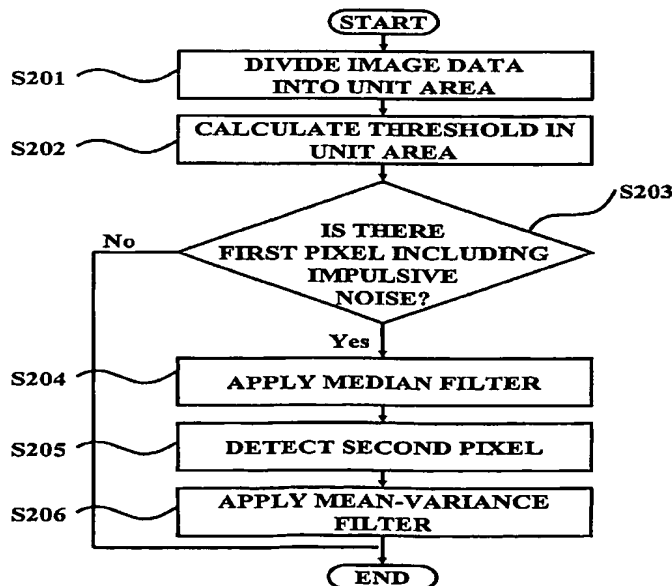 START
S201
DIVIDE IMAGE DATA
INTO UNIT AREA
S202
CALCULATE THRESHOLD IN
UNIT AREA
S203
No
IS THERE
FIRST PIXEL INCLUDING
IMPULSIVE
NOISE?
Yes
S204
APPLY MEDIAN FILTER
S205
DETECT SECOND PIXEL
S206
APPLY MEAN-VARIANCE
FILTER
END